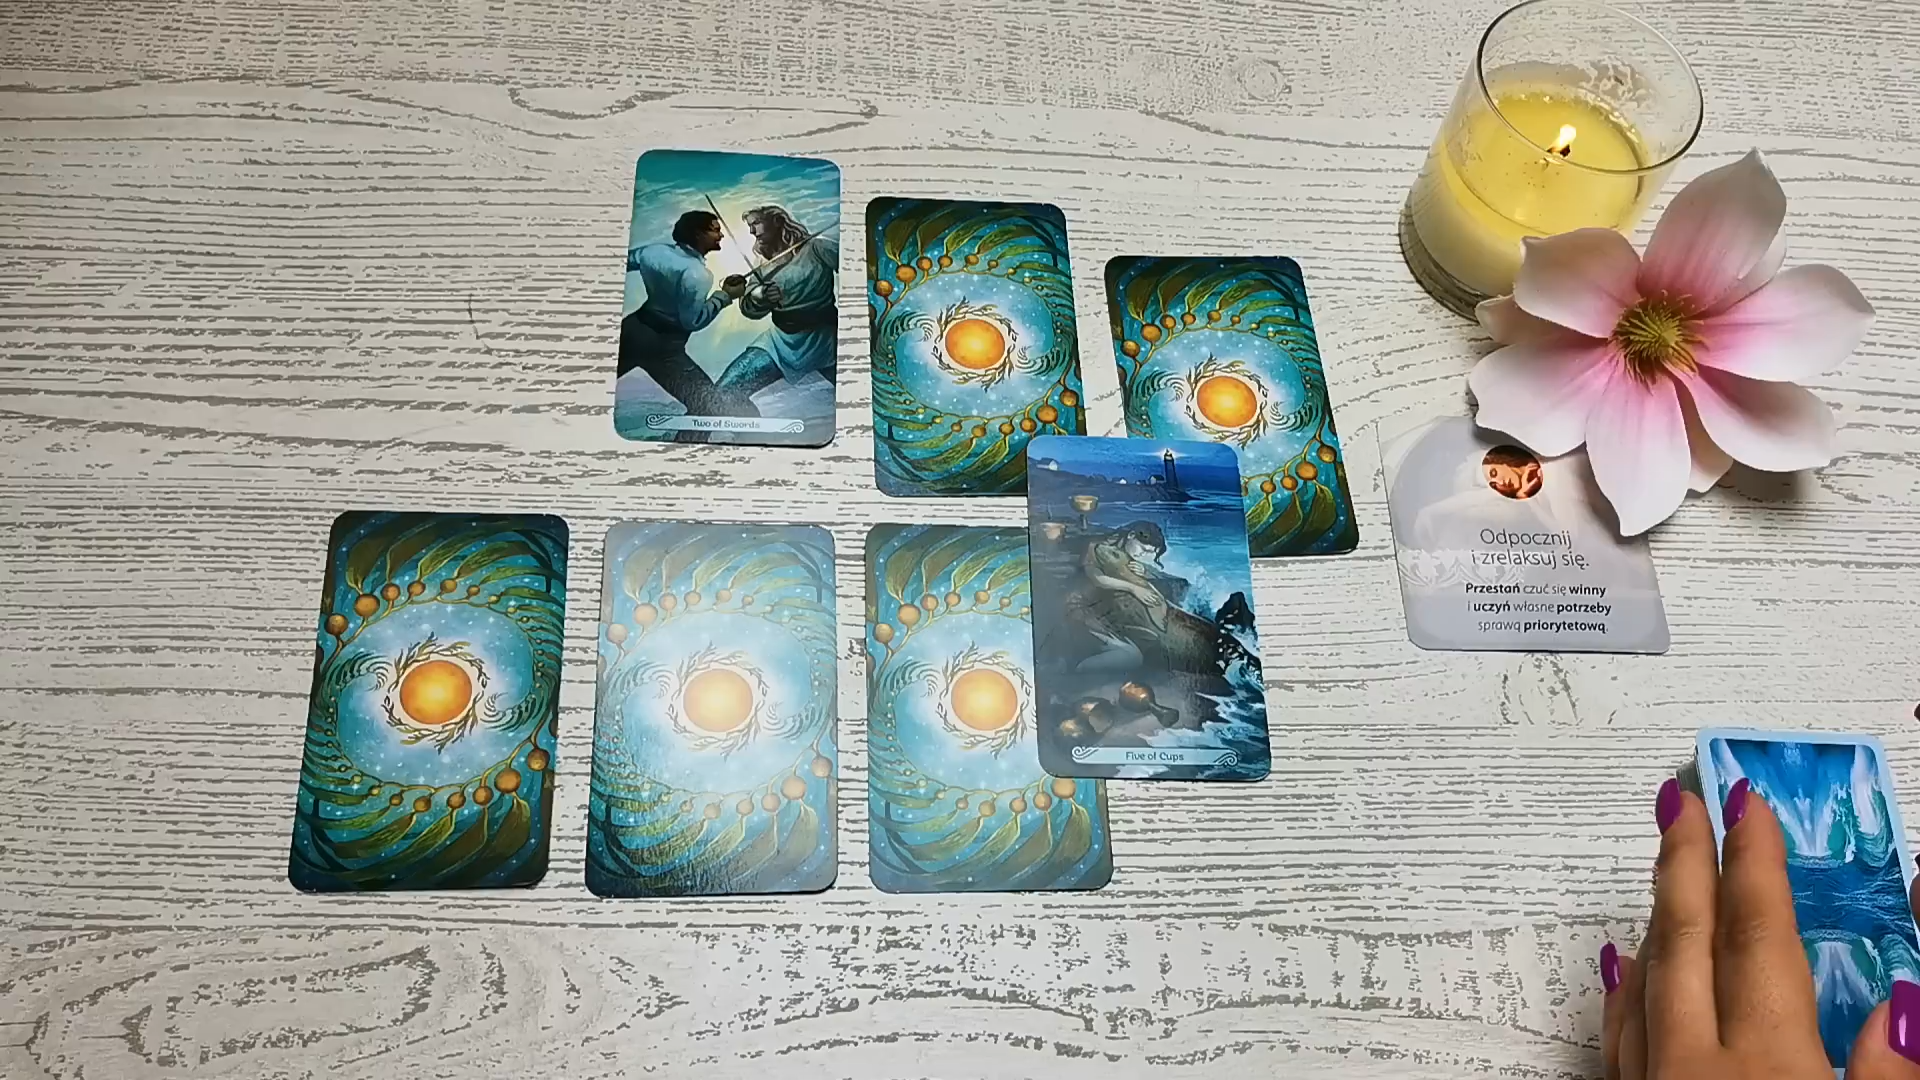 Two of Swords
Odpocznij
i zrelaksuj się.
Przestań czuć się winny
i uczyń własne potrzeby
sprawą priorytetową.
Five of Cups